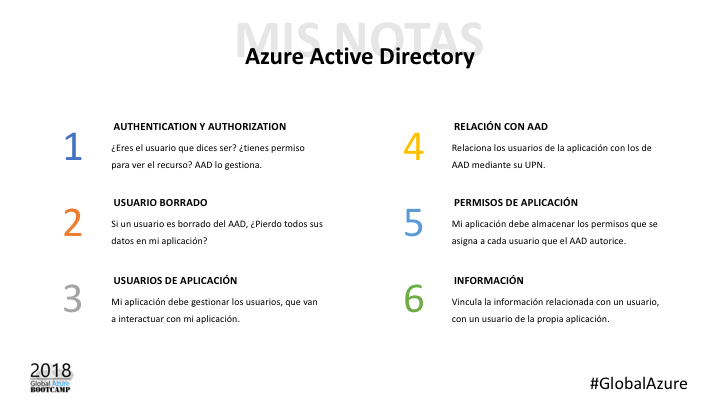 MIS NOTAS
Azure Active Directory
1
AUTHENTICATION Y AUTHORIZATION
¿Eres el usuario que dices ser? ¿tienes permiso
para ver el recurso? AAD lo gestiona.
2
USUARIO BORRADO
Si un usuario es borrado del AAD, ¿Pierdo todos sus
datos en mi aplicación?
3
USUARIOS DE APLICACIÓN
Mi aplicación debe gestionar los usuarios, que van
a interactuar con mi aplicación.
4
RELACIÓN CON AAD
Relaciona los usuarios de la aplicación con los de
AAD mediante su UPN.
5
PERMISOS DE APLICACIÓN
Mi aplicación debe almacenar los permisos que se
asigna a cada usuario que el AAD autorice.
6
INFORMACIÓN
Vincula la información relacionada con un usuario,
con un usuario de la propia aplicación.
2018
Global Azure
BOOTCAMP
#GlobalAzure